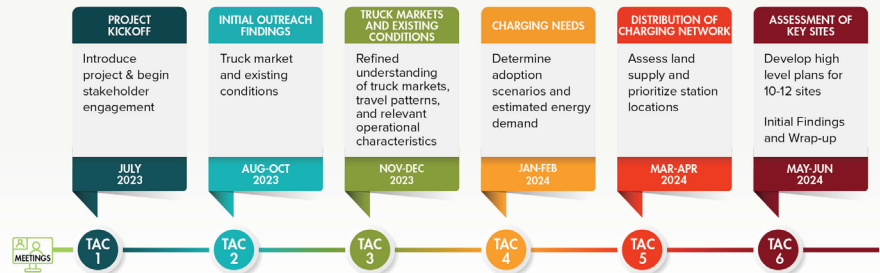 PROJECT
KICKOFF
Introduce
project & begin
stakeholder
engagement
JULY
2023
INITIAL OUTREACH
FINDINGS
Truck market
and existing
conditions
AUG-OCT
2023
TRUCK MARKETS
AND EXISTING
CONDITIONS
Refined
understanding
of truck markets,
travel patterns,
and relevant
operational
characteristics
NOV-DEC
2023
CHARGING NEEDS
Determine
adoption
scenarios and
estimated energy
demand
JAN-FEB
2024
DISTRIBUTION OF
CHARGING NETWORK
Assess land
supply and
prioritize station
locations
MAR-APR
2024
ASSESSMENT OF
KEY SITES
Develop high
level plans for
10-12 sites
Initial Findings
and Wrap-up
MAY-JUN
2024
MEETINGS
TAC
1
TAC
2
TAC
3
TAC
4
TAC
5
TAC
6